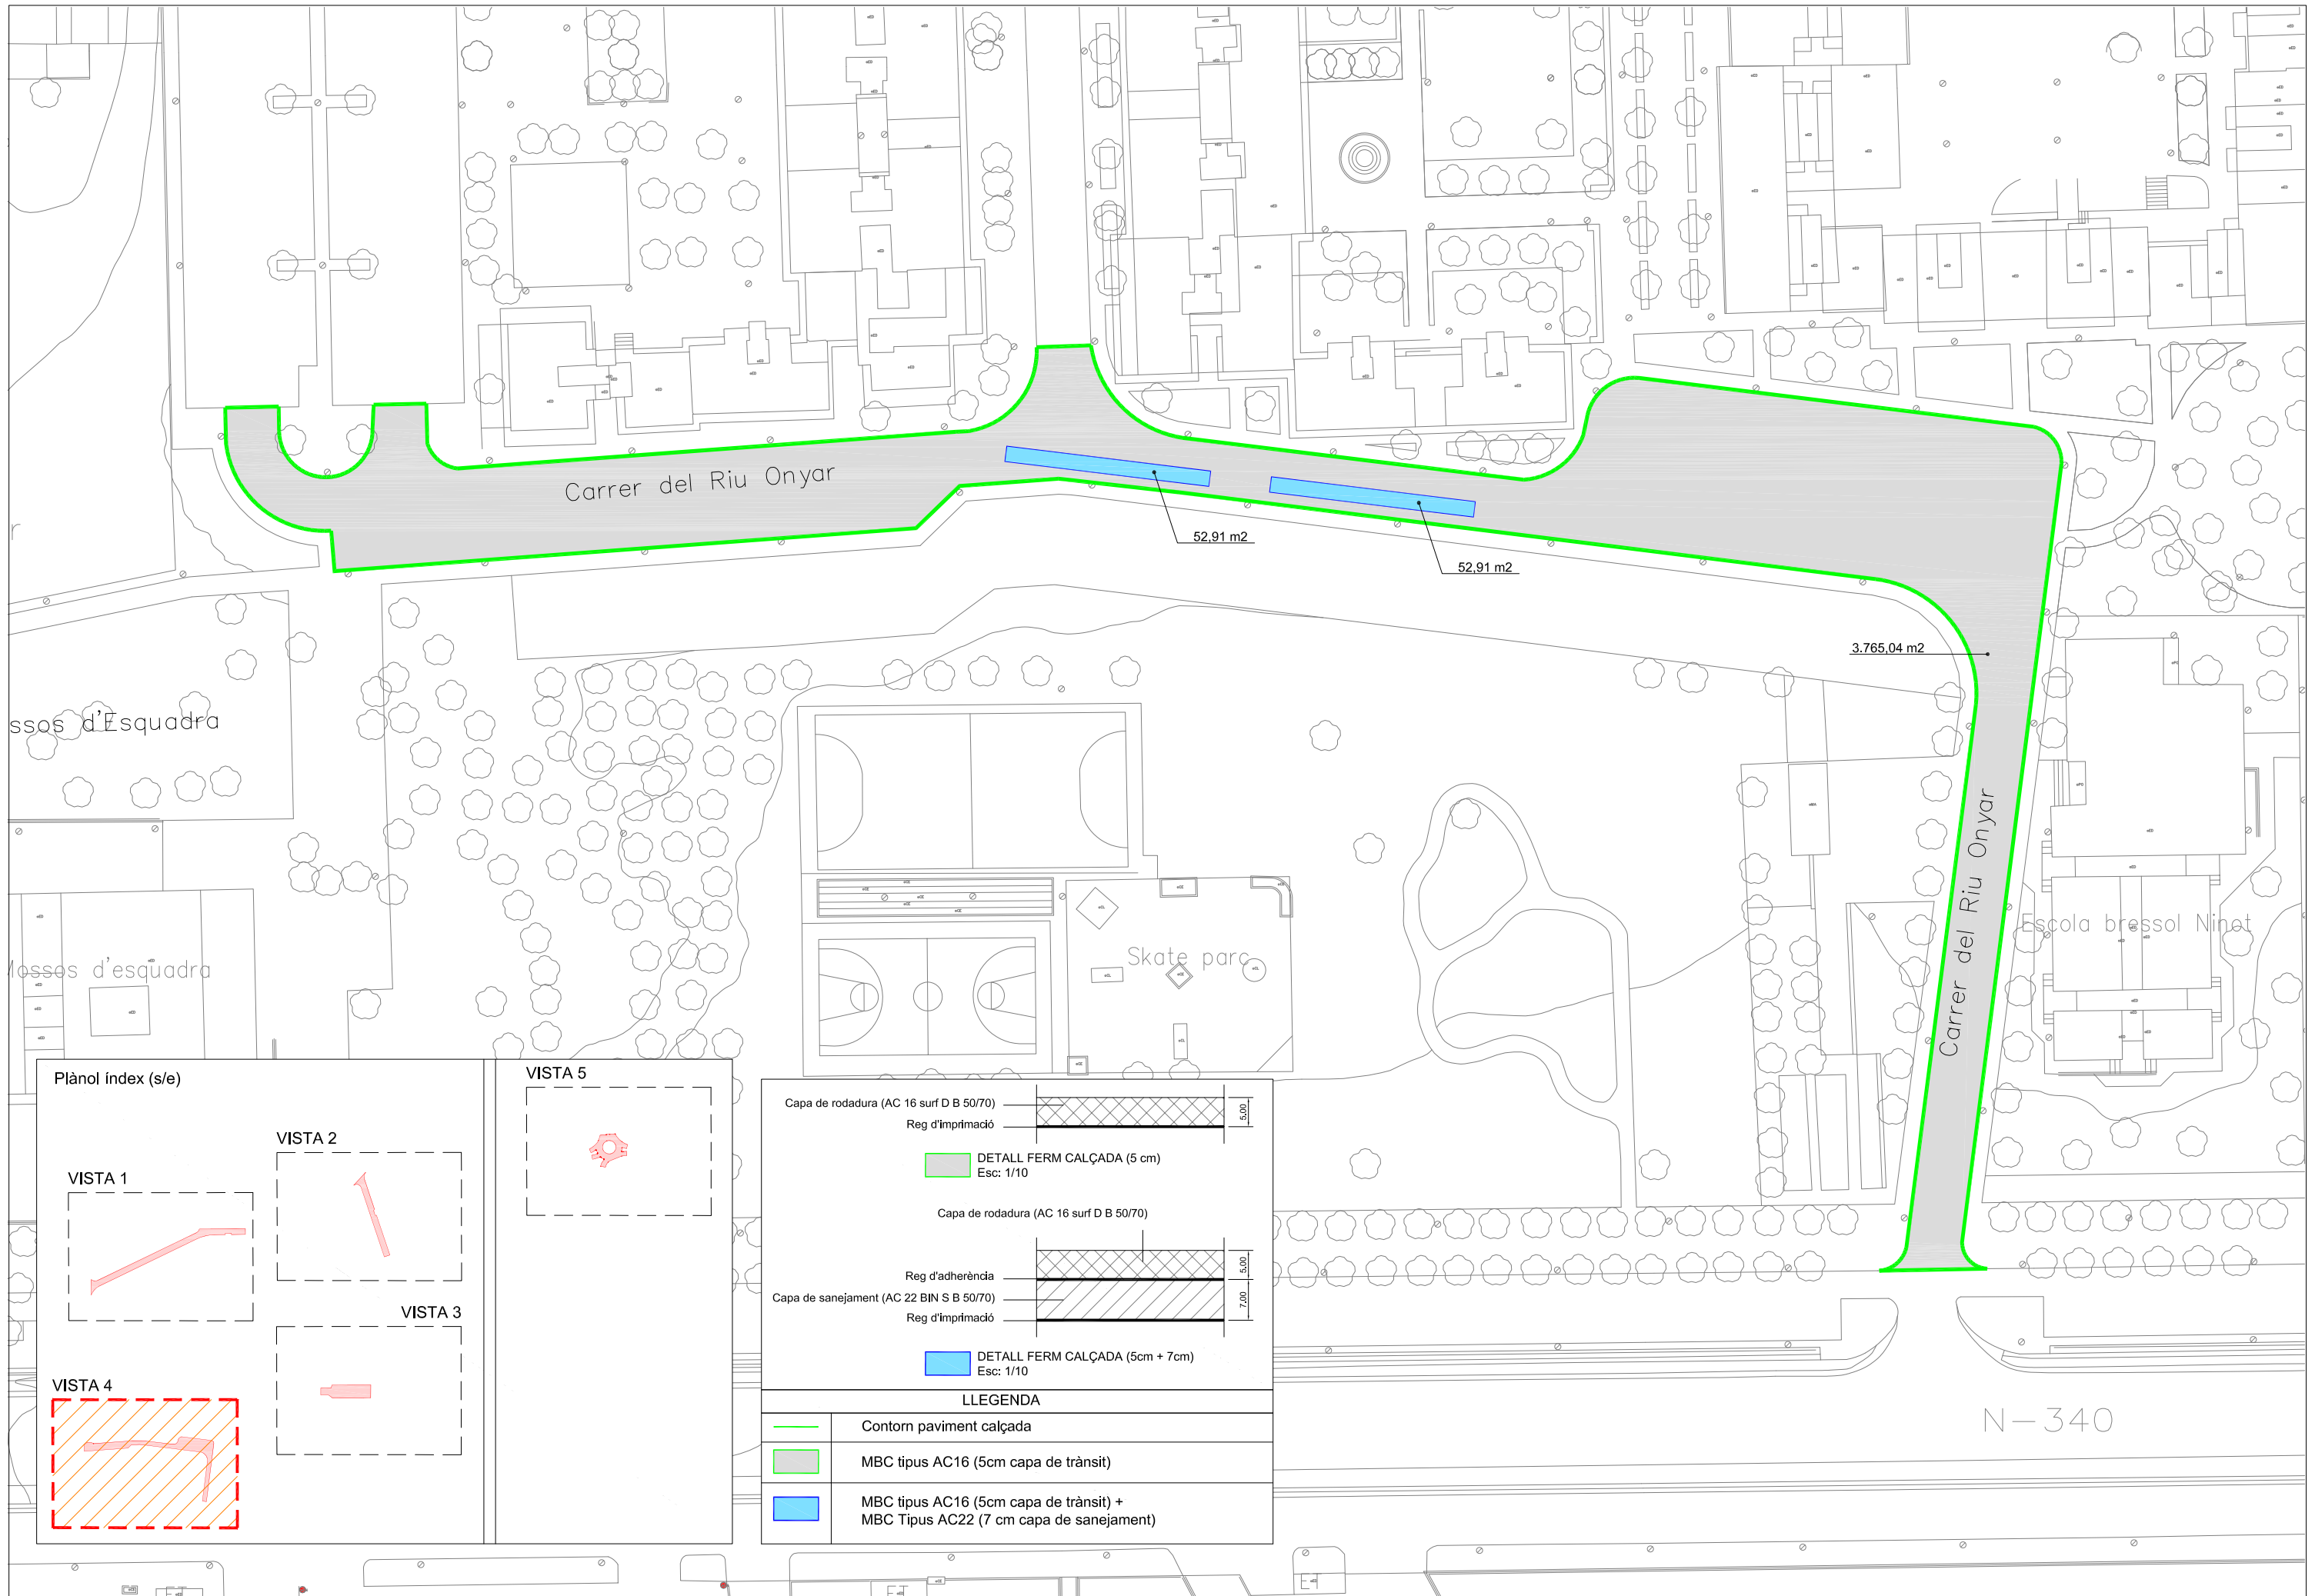 Carrer del Riu Onyar
52,91 m2
52,91 m2
3.765,04 m2
ssos d'Esquadra
Carrer del Riu Onyar
Escola bressol Ninot
Mossos d'esquadra
Skate parc
N-340
Plànol índex (s/e)
VISTA 1
VISTA 2
VISTA 3
VISTA 4
VISTA 5
Capa de rodadura (AC 16 surf D B 50/70)
Reg d'imprimació
5,00
DETALL FERM CALÇADA (5 cm)
Esc: 1/10
Capa de rodadura (AC 16 surf D B 50/70)
Reg d'adherència
Capa de sanejament (AC 22 BIN S B 50/70)
Reg d'imprimació
5,00
7,00
DETALL FERM CALÇADA (5cm + 7cm)
Esc: 1/10
LLEGENDA
Contorn paviment calçada
MBC tipus AC16 (5cm capa de trànsit)
MBC tipus AC16 (5cm capa de trànsit) +
MBC Tipus AC22 (7 cm capa de sanejament)